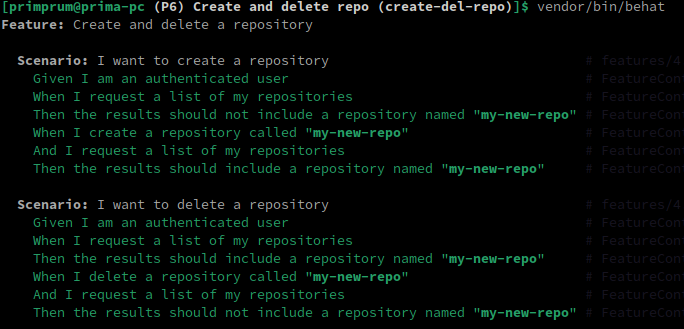 [primprum@prima-pc (P6) Create and delete repo (create-del-repo)]$ vendor/bin/behat
Feature: Create and delete a repository
Scenario: I want to create a repository # features/4
Given I am an authenticated user # FeatureCon
When I request a list of my repositories # FeatureCon
Then the results should not include a repository named "my-new-repo" # FeatureCon
When I create a repository called "my-new-repo" # FeatureCon
And I request a list of my repositories # FeatureCon
Then the results should include a repository named "my-new-repo" # FeatureCon
Scenario: I want to delete a repository # features/4
Given I am an authenticated user # FeatureCon
When I request a list of my repositories # FeatureCon
Then the results should include a repository named "my-new-repo" # FeatureCon
When I delete a repository called "my-new-repo" # FeatureCon
And I request a list of my repositories # FeatureCon
Then the results should not include a repository named "my-new-repo" # FeatureCon